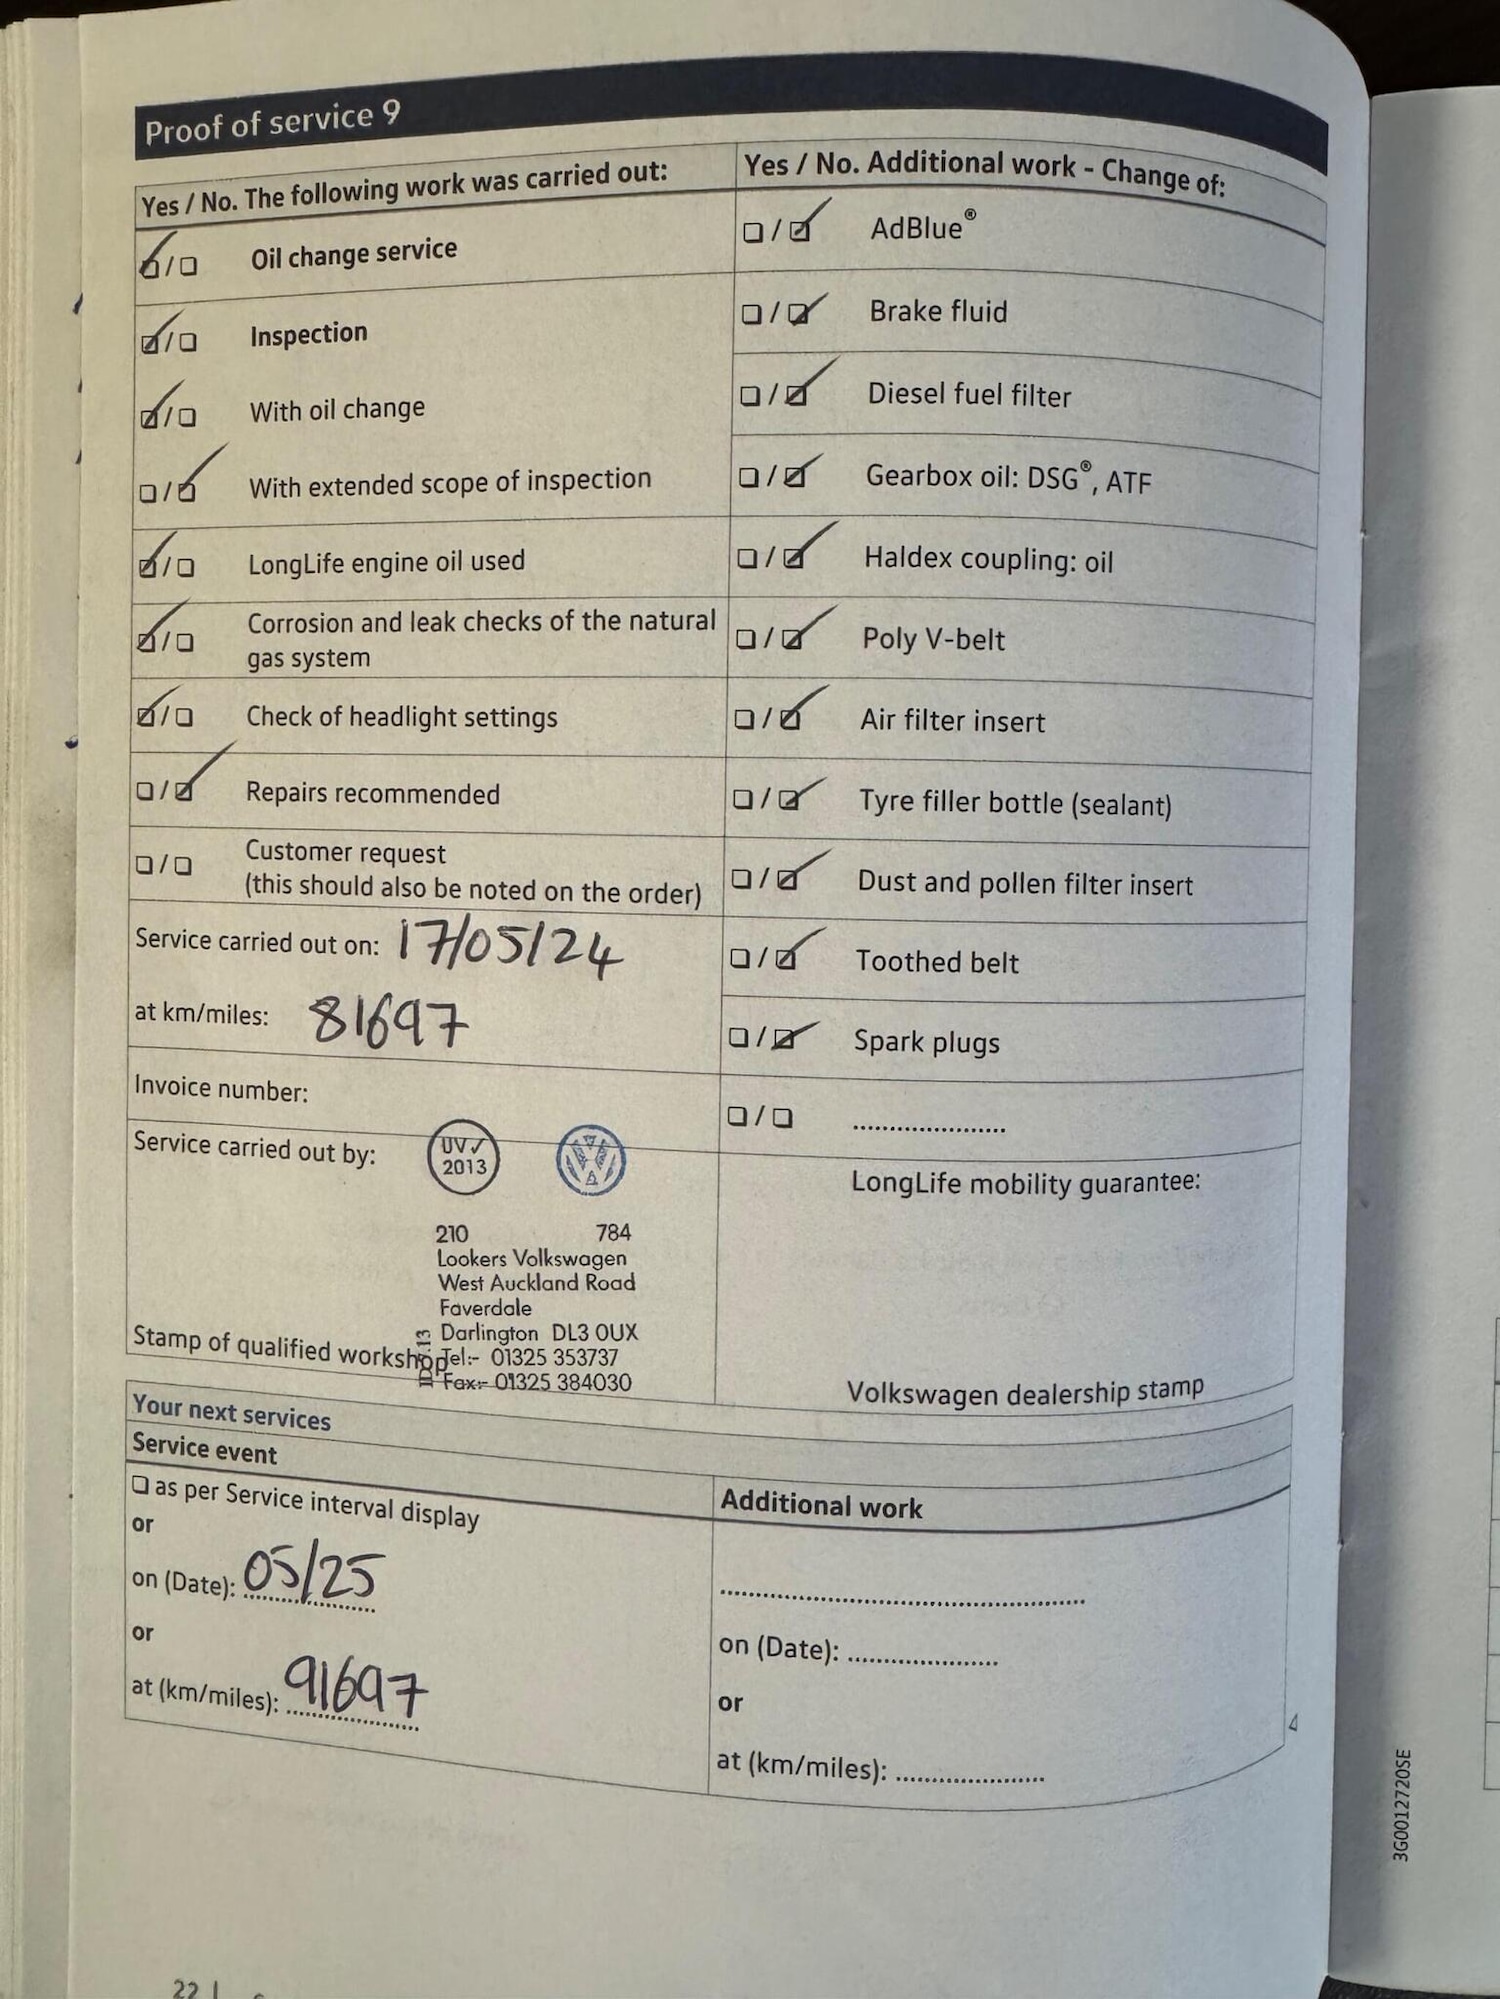 Proof of service 9
Yes / No. The following work was carried out:
Oil change service
Inspection
With oil change
With extended scope of inspection
LongLife engine oil used
Corrosion and leak checks of the natural
gas system
Check of headlight settings
Repairs recommended
Customer request
(this should also be noted on the order)
Service carried out on: 17/05/24
at km/miles: 81697
Invoice number:
Service carried out by:
UV✓
2013
VW
A
210 784
Lookers Volkswagen
West Auckland Road
Faverdale
Darlington DL3 0UX
Tel:- 01325 353737
Fax:- 01325 384030
Stamp of qualified workshop
Yes / No. Additional work - Change of:
AdBlue®
Brake fluid
Diesel fuel filter
Gearbox oil: DSG®, ATF
Haldex coupling: oil
Poly V-belt
Air filter insert
Tyre filler bottle (sealant)
Dust and pollen filter insert
Toothed belt
Spark plugs
....................
LongLife mobility guarantee:
Volkswagen dealership stamp
Your next services
Service event
as per Service interval display
or
on (Date): 05/25
or
at (km/miles): 91697
Additional work
on (Date): ....................
or
at (km/miles): ....................
3G0012720SE
22